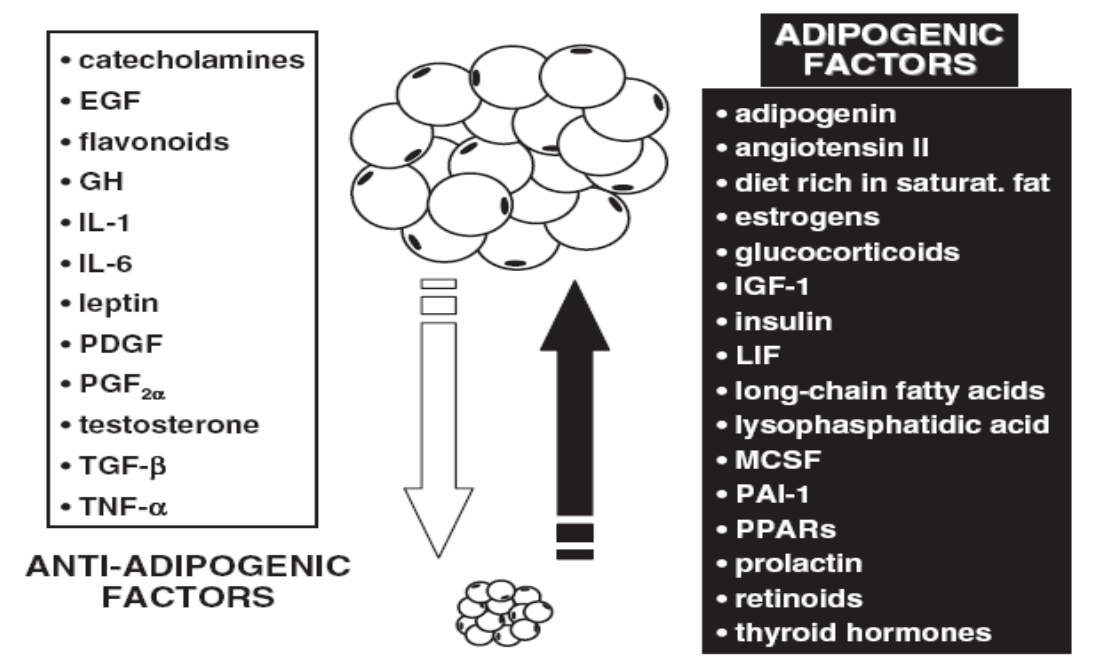 • catecholamines
• EGF
• flavonoids
• GH
• IL-1
• IL-6
• leptin
• PDGF
• PGF2α
• testosterone
• TGF-β
• TNF-α
ANTI-ADIPOGENIC
FACTORS
ADIPOGENIC
FACTORS
• adipogenin
• angiotensin II
• diet rich in saturat. fat
• estrogens
• glucocorticoids
• IGF-1
• insulin
• LIF
• long-chain fatty acids
• lysophasphatidic acid
• MCSF
• PAI-1
• PPARs
• prolactin
• retinoids
• thyroid hormones